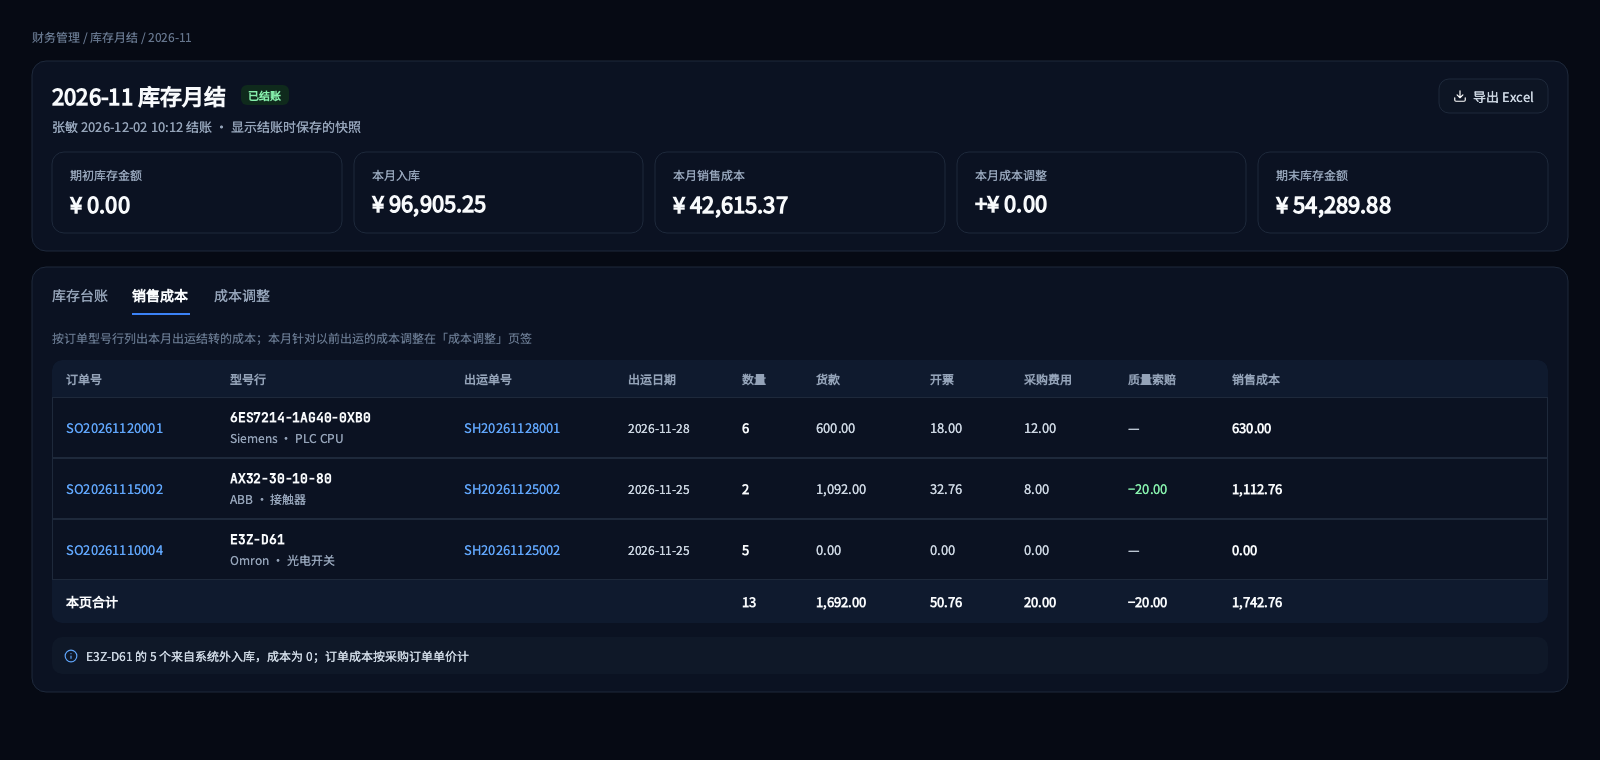 财务管理 / 库存月结 / 2026-11
2026-11 库存月结 已结账
导出 Excel
张敏 2026-12-02 10:12 结账 · 显示结账时保存的快照
期初库存金额 本月入库 本月销售成本 本月成本调整 期末库存金额
¥0.00 ¥96,905.25 ¥42,615.37 +¥0.00 ¥54,289.88
库存台账 销售成本 成本调整
按订单型号行列出本月出运结转的成本；本月针对以前出运的成本调整在「成本调整」页签
订单号 型号行 出运单号 出运日期 数量 货款 开票 采购费用 质量索赔 销售成本
SO20261120001 6ES7214-1AG40-0XB0 SH20261128001 2026-11-28 6 600.00 18.00 12.00 — 630.00
Siemens · PLC CPU
SO20261115002 AX32-30-10-80 SH20261125002 2026-11-25 2 1,092.00 32.76 8.00 −20.00 1,112.76
ABB · 接触器
SO20261110004 E3Z-D61 SH20261125002 2026-11-25 5 0.00 0.00 0.00 — 0.00
Omron · 光电开关
本页合计 13 1,692.00 50.76 20.00 −20.00 1,742.76
E3Z-D61 的 5 个来自系统外入库，成本为 0；订单成本按采购订单单价计